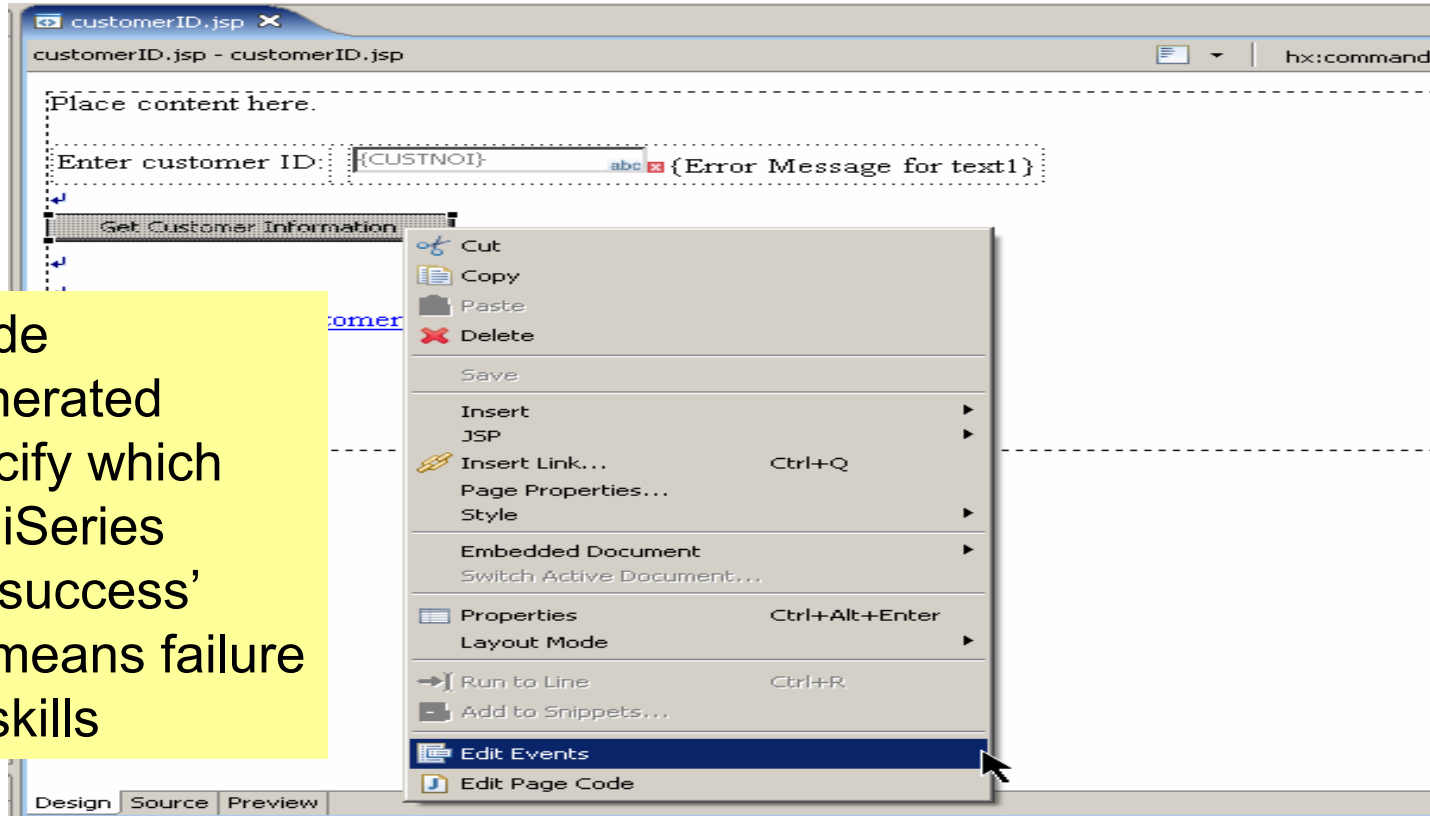 customerID.jsp
customerID.jsp - customerID.jsp
hx:command
Place content here.
Enter customer ID:
{CUSTNOI}
abc
{Error Message for text1}
Get Customer Information
de
nerated
cify which
iSeries
success’
means failure
skills
tomer
Cut
Copy
Paste
Delete
Save
Insert
JSP
Insert Link... Ctrl+Q
Page Properties...
Style
Embedded Document
Switch Active Document...
Properties Ctrl+Alt+Enter
Layout Mode
Run to Line Ctrl+R
Add to Snippets...
Edit Events
Edit Page Code
Design Source Preview